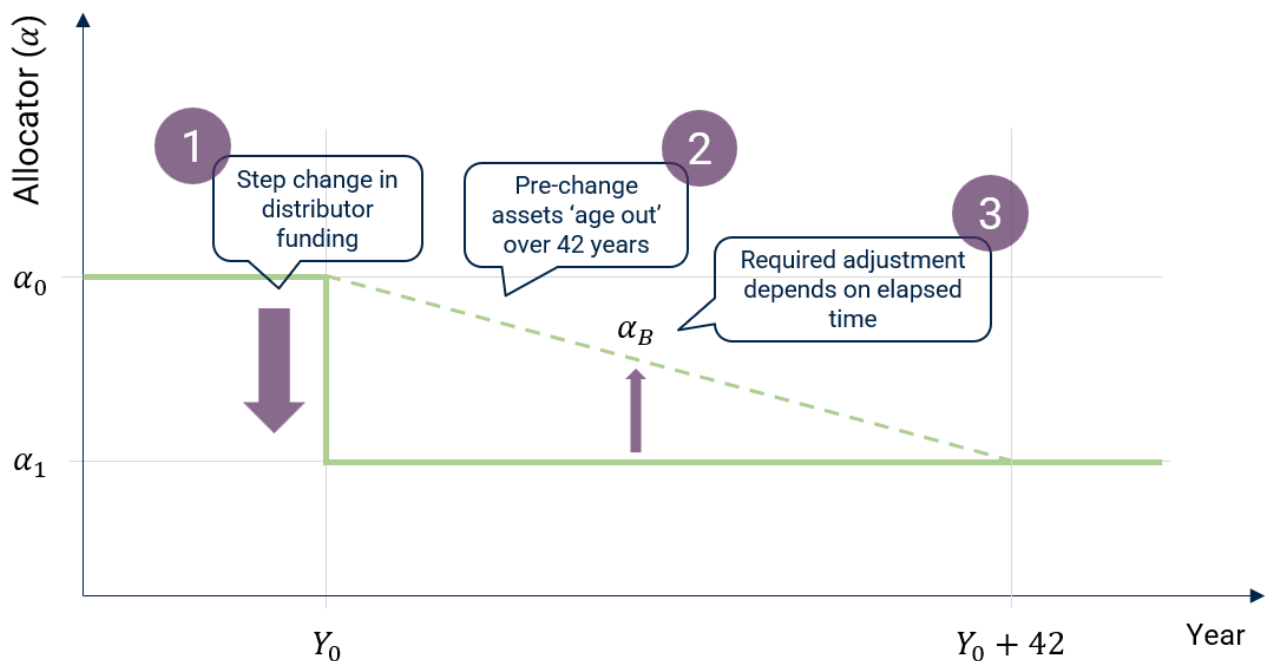 Allocator (α)
1
Step change in
distributor
funding
2
Pre-change
assets ‘age out’
over 42 years
3
Required adjustment
depends on elapsed
time
α₀
α_B
α₁
Y₀
Y₀ + 42
Year